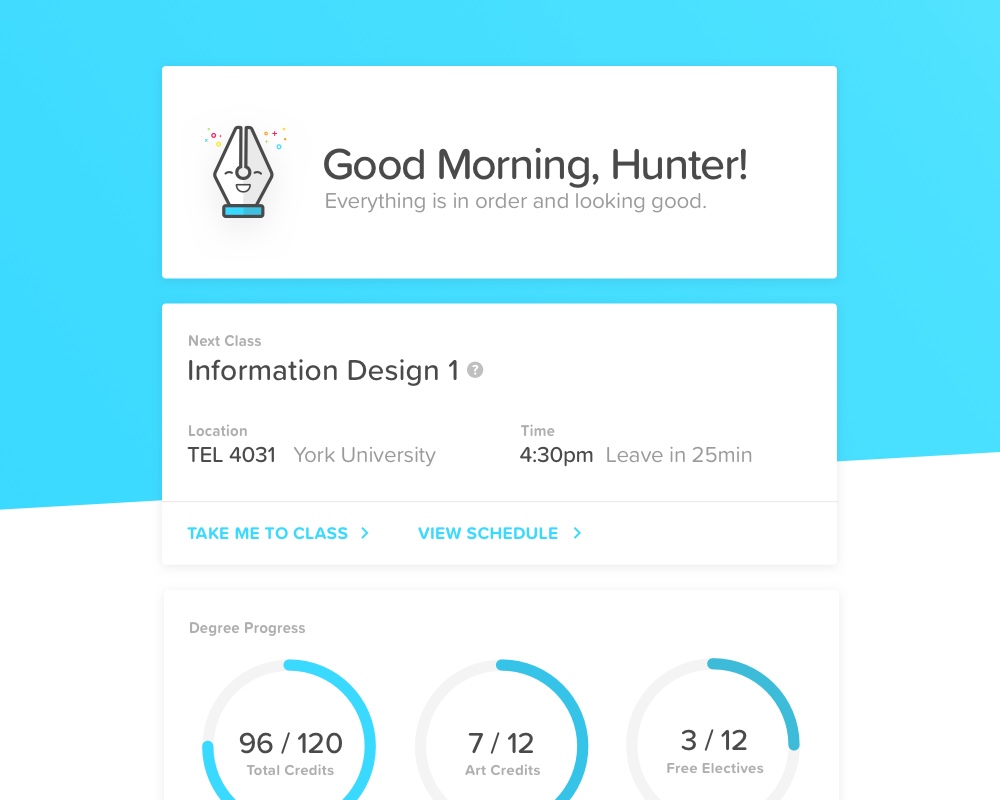 Good Morning, Hunter!
Everything is in order and looking good.
Next Class
Information Design 1 ?
Location
TEL 4031 York University
Time
4:30pm Leave in 25min
TAKE ME TO CLASS >
VIEW SCHEDULE >
Degree Progress
96 / 120
Total Credits
7 / 12
Art Credits
3 / 12
Free Electives